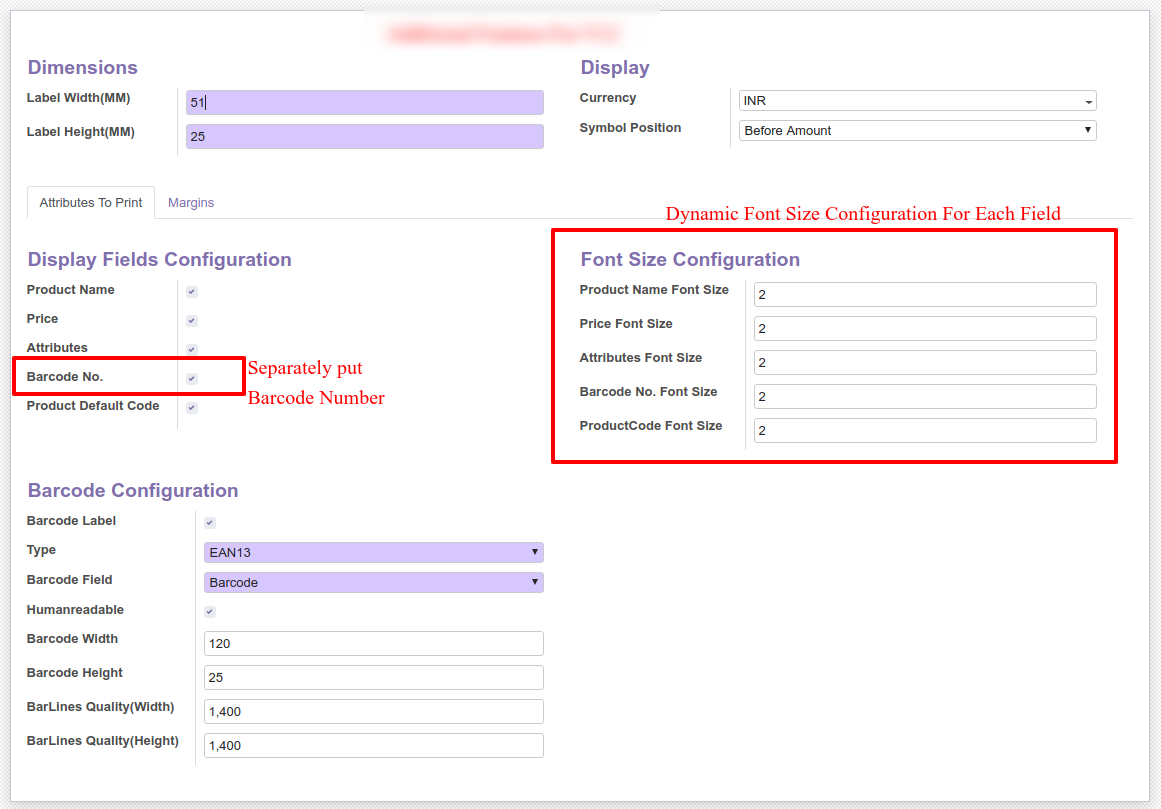 Dimensions
Label Width(MM) 51
Label Height(MM) 25
Display
Currency INR
Symbol Position Before Amount
Attributes To Print Margins
Dynamic Font Size Configuration For Each Field
Display Fields Configuration
Product Name
Price
Attributes
Barcode No.
Product Default Code
Separately put
Barcode Number
Font Size Configuration
Product Name Font Size 2
Price Font Size 2
Attributes Font Size 2
Barcode No. Font Size 2
ProductCode Font Size 2
Barcode Configuration
Barcode Label
Type EAN13
Barcode Field Barcode
Humanreadable
Barcode Width 120
Barcode Height 25
BarLines Quality(Width) 1,400
BarLines Quality(Height) 1,400